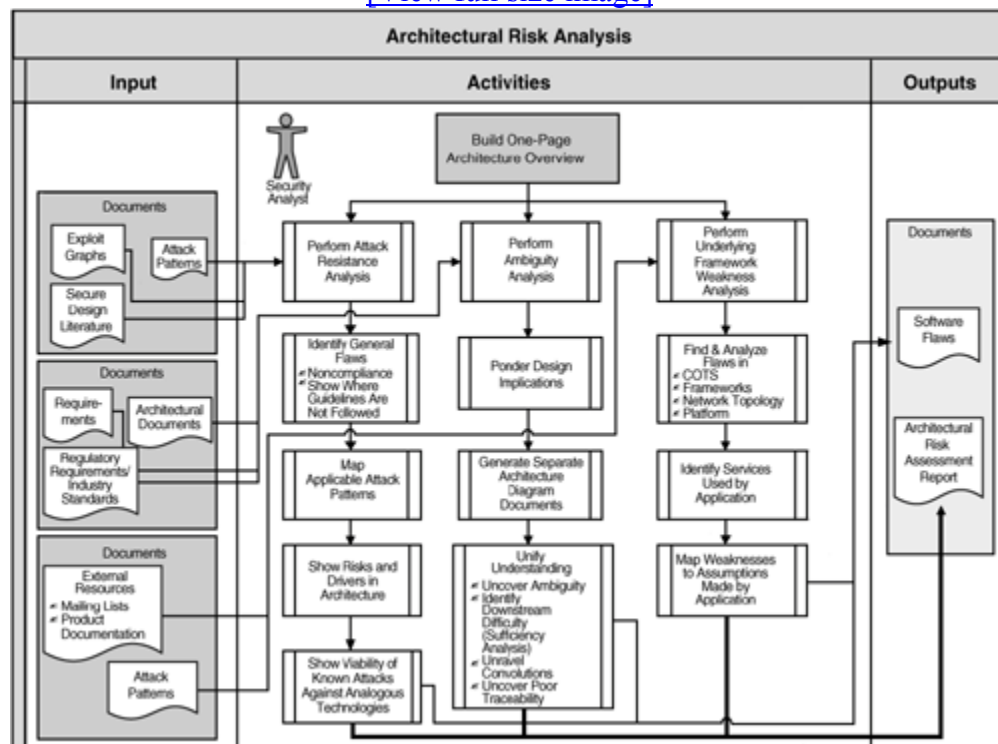 [View full size image]
Architectural Risk Analysis
Input
Activities
Outputs
Security
Analyst
Build One-Page
Architecture Overview
Documents
Exploit
Graphs
Attack
Patterns
Secure
Design
Literature
Documents
Require-
ments
Architectural
Documents
Regulatory
Requirements/
Industry
Standards
Documents
External
Resources
Mailing Lists
Product
Documentation
Attack
Patterns
Perform Attack
Resistance
Analysis
Identify General
Flaws
Noncompliance
Show Where
Guidelines Are
Not Followed
Map
Applicable Attack
Patterns
Show Risks and
Drivers in
Architecture
Show Viability of
Known Attacks
Against Analogous
Technologies
Perform
Ambiguity
Analysis
Ponder Design
Implications
Generate Separate
Architecture
Diagram
Documents
Unify
Understanding
Uncover Ambiguity
Identify
Downstream
Difficulty
(Sufficiency
Analysis)
Unravel
Convolutions
Uncover Poor
Traceability
Perform
Underlying
Framework
Weakness
Analysis
Find & Analyze
Flaws in
COTS
Frameworks
Network Topology
Platform
Identify Services
Used by
Application
Map Weaknesses
to Assumptions
Made by
Application
Documents
Software
Flaws
Architectural
Risk
Assessment
Report